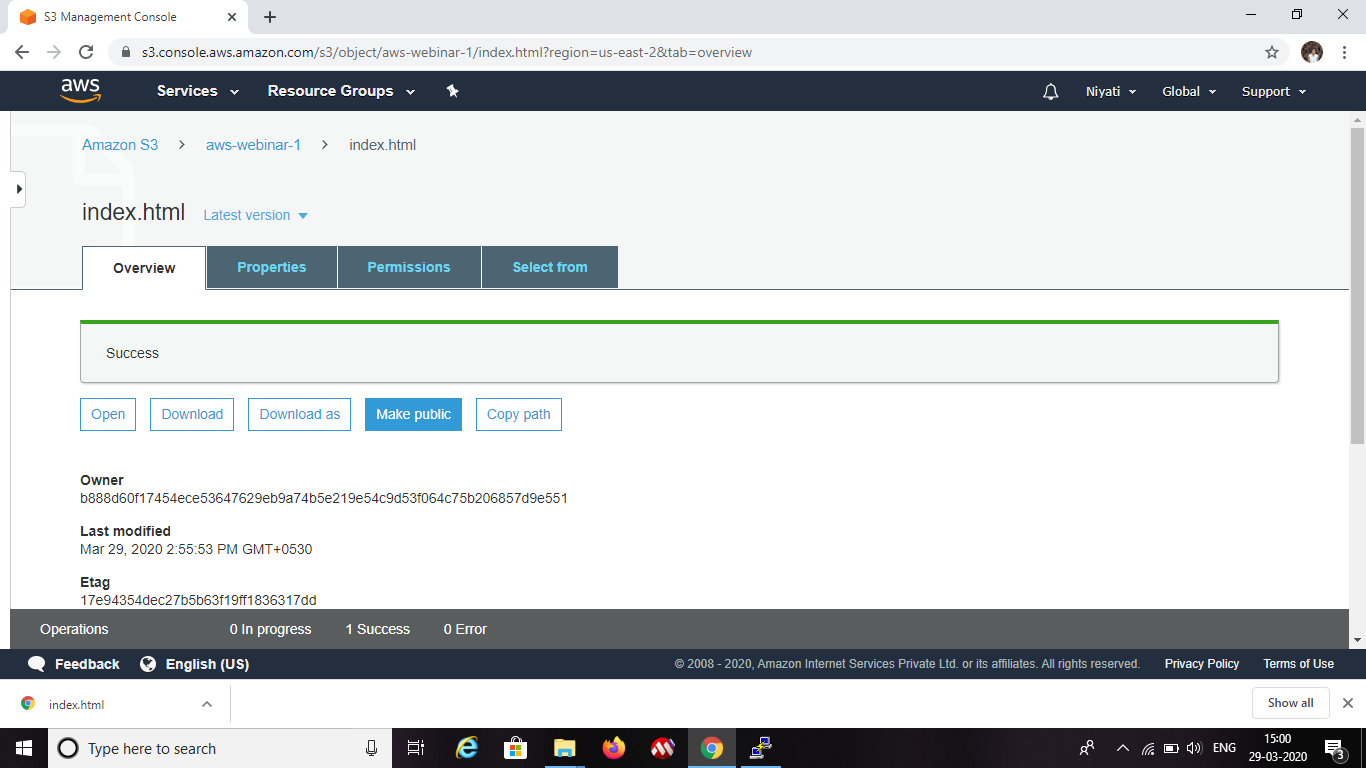 S3 Management Console
s3.console.aws.amazon.com/s3/object/aws-webinar-1/index.html?region=us-east-2&tab=overview
aws Services Resource Groups Niyati Global Support
Amazon S3 > aws-webinar-1 > index.html
index.html Latest version
Overview Properties Permissions Select from
Success
Open Download Download as Make public Copy path
Owner
b888d60f17454ece53647629eb9a74b5e219e54c9d53f064c75b206857d9e551
Last modified
Mar 29, 2020 2:55:53 PM GMT+0530
Etag
17e94354dec27b5b63f19ff1836317dd
Operations 0 In progress 1 Success 0 Error
Feedback English (US) © 2008 - 2020, Amazon Internet Services Private Ltd. or its affiliates. All rights reserved. Privacy Policy Terms of Use
index.html Show all
Type here to search ENG 15:00
29-03-2020 3